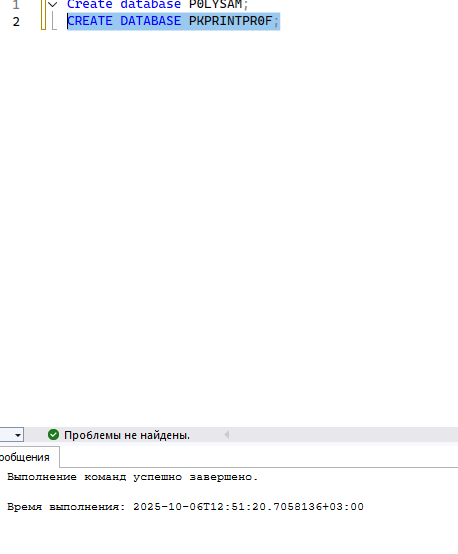 1 Create database P0LYSAM;
2 CREATE DATABASE PKPRINTPR0F;
Проблемы не найдены.
ообщения
Выполнение команд успешно завершено.
Время выполнения: 2025-10-06T12:51:20.7058136+03:00